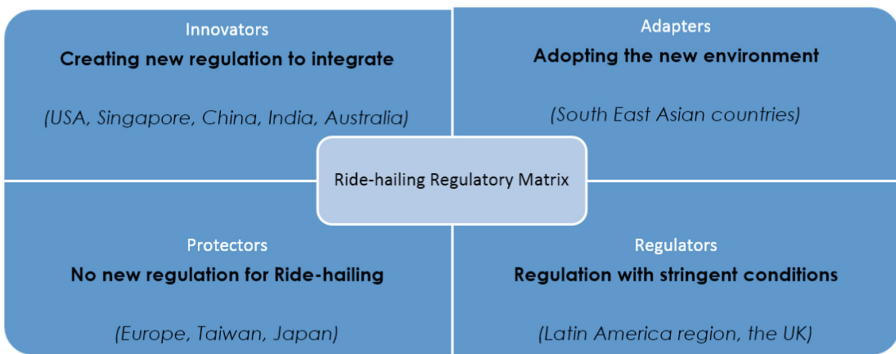 Innovators
Creating new regulation to integrate
(USA, Singapore, China, India, Australia)
Adapters
Adopting the new environment
(South East Asian countries)
Ride-hailing Regulatory Matrix
Protectors
No new regulation for Ride-hailing
(Europe, Taiwan, Japan)
Regulators
Regulation with stringent conditions
(Latin America region, the UK)